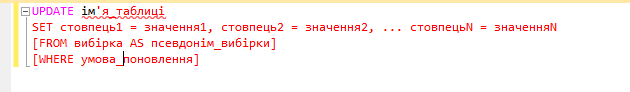 UPDATE ім'я_таблиці
SET стовпець1 = значення1, стовпець2 = значення2, ... стовпецьN = значенняN
[FROM вибірка AS псевдонім_вибірки]
[WHERE умова_поновлення]